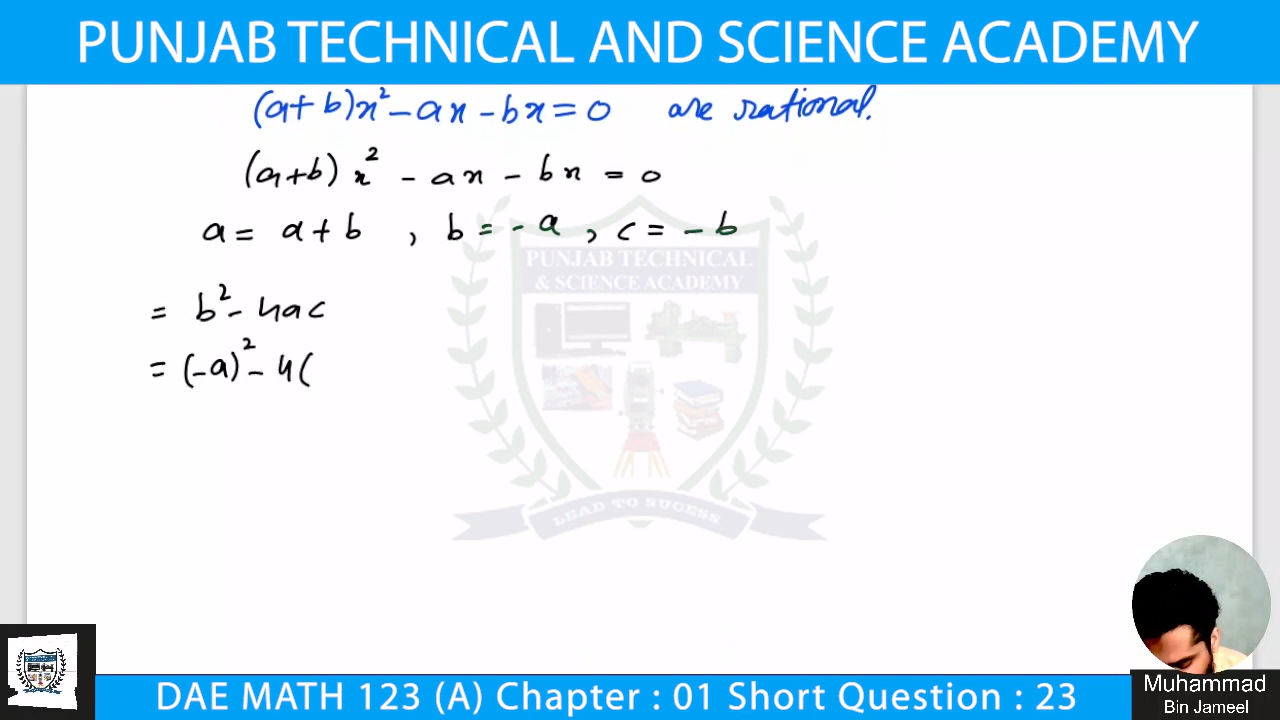 PUNJAB TECHNICAL AND SCIENCE ACADEMY
(a+b)x² - ax - bx = 0 are rational.
(a+b) x² - ax - bx = 0
a = a+b , b = -a , c = -b
PUNJAB TECHNICAL
& SCIENCE ACADEMY
= b² - 4ac
= (-a)² - 4(
LEAD TO SUCESS
DAE MATH 123 (A) Chapter : 01 Short Question : 23
Muhammad
Bin Jameel